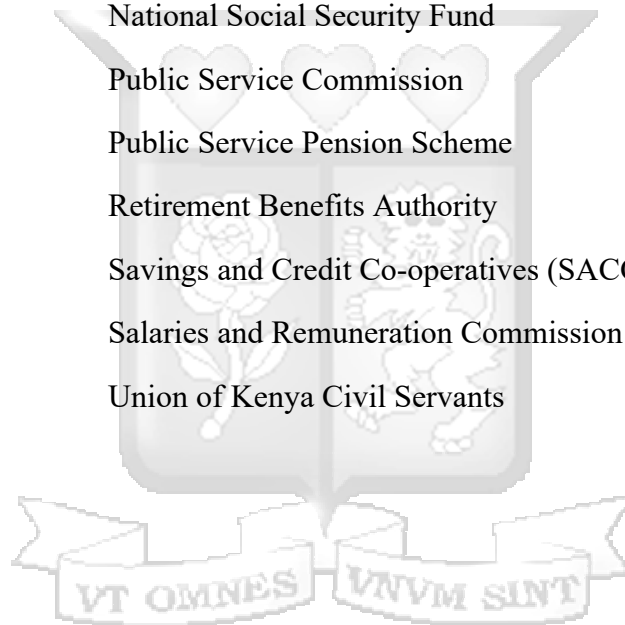 National Social Security Fund
Public Service Commission
Public Service Pension Scheme
Retirement Benefits Authority
Savings and Credit Co-operatives (SACC
Salaries and Remuneration Commission
Union of Kenya Civil Servants
VT OMNES VNVM SINT